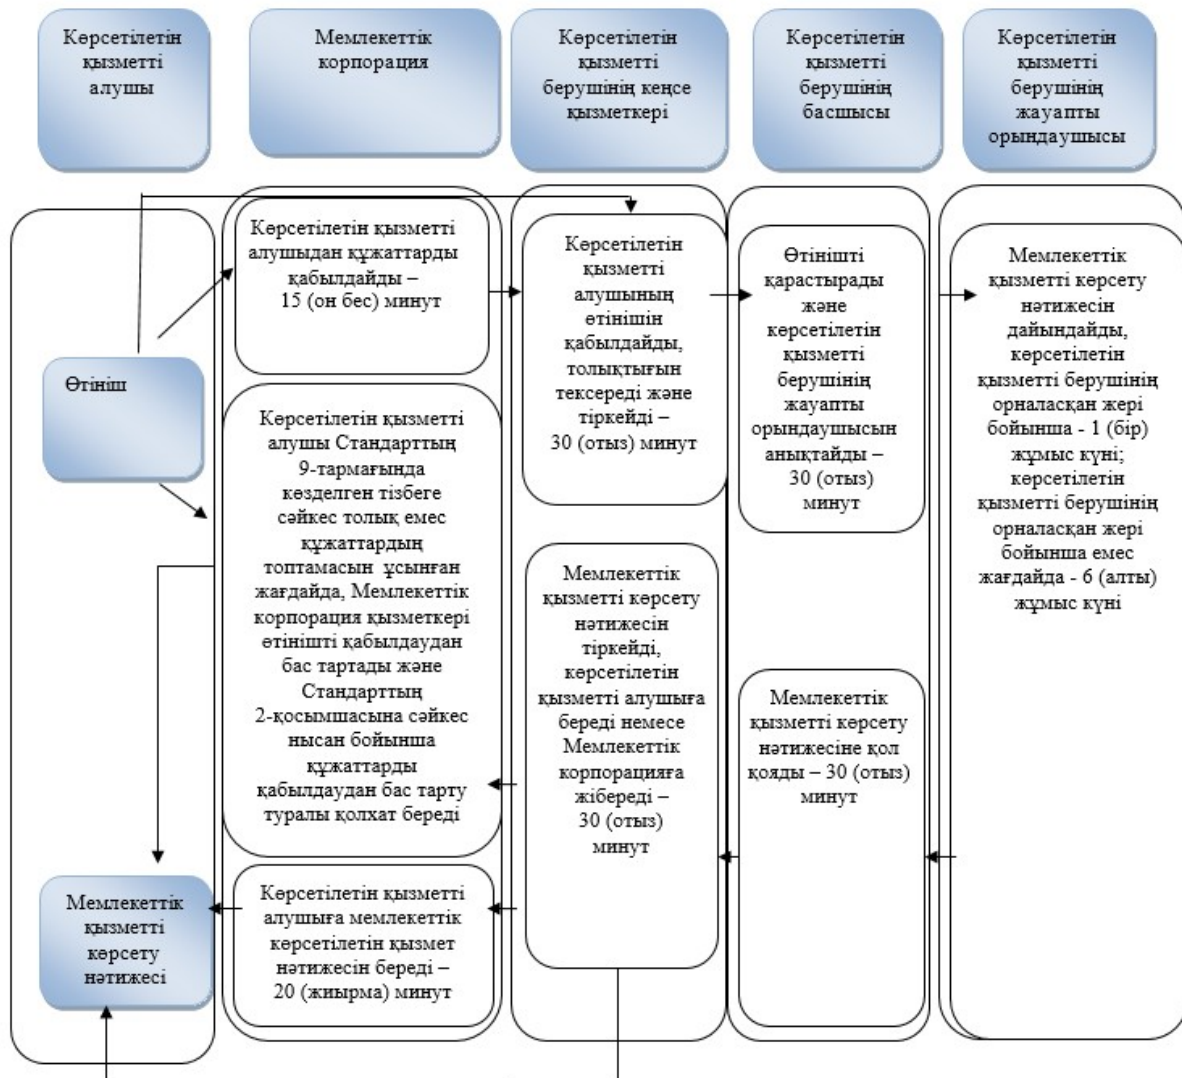 Көрсетілетін
қызметті
алушы
Мемлекеттік
корпорация
Көрсетілетін
қызметті
берушінің кеңсе
қызметкері
Көрсетілетін
қызметті
берушінің
басшысы
Көрсетілетін
қызметті
берушінің
жауапты
орындаушысы
Өтініш
Көрсетілетін қызметті
алушыдан құжаттарды
қабылдайды –
15 (он бес) минут
Көрсетілетін
қызметті
алушының
өтінішін
қабылдайды,
толықтығын
тексереді және
тіркейді –
30 (отыз) минут
Өтінішті
қарастырады
және
көрсетілетін
қызметті
берушінің
жауапты
орындаушысын
анықтайды –
30 (отыз)
минут
Мемлекеттік
қызметті көрсету
нәтижесін
дайындайды,
көрсетілетін
қызметті берушінің
орналасқан жері
бойынша - 1 (бір)
жұмыс күні;
көрсетілетін
қызметті берушінің
орналасқан жері
бойынша емес
жағдайда - 6 (алты)
жұмыс күні
Көрсетілетін қызметті
алушы Стандарттың
9-тармағында
көзделген тізбеге
сәйкес толық емес
құжаттардың
топтамасын ұсынған
жағдайда, Мемлекеттік
корпорация қызметкері
өтінішті қабылдаудан
бас тартады және
Стандарттың
2-қосымшасына сәйкес
нысан бойынша
құжаттарды
қабылдаудан бас тарту
туралы қолхат береді
Мемлекеттік
қызметті көрсету
нәтижесін
тіркейді,
көрсетілетін
қызметті алушыға
береді немесе
Мемлекеттік
корпорацияға
жібереді –
30 (отыз)
минут
Мемлекеттік
қызметті көрсету
нәтижесіне қол
қояды – 30 (отыз)
минут
Мемлекеттік
қызметті
көрсету
нәтижесі
Көрсетілетін қызметті
алушыға мемлекеттік
көрсетілетін қызмет
нәтижесін береді –
20 (жиырма) минут